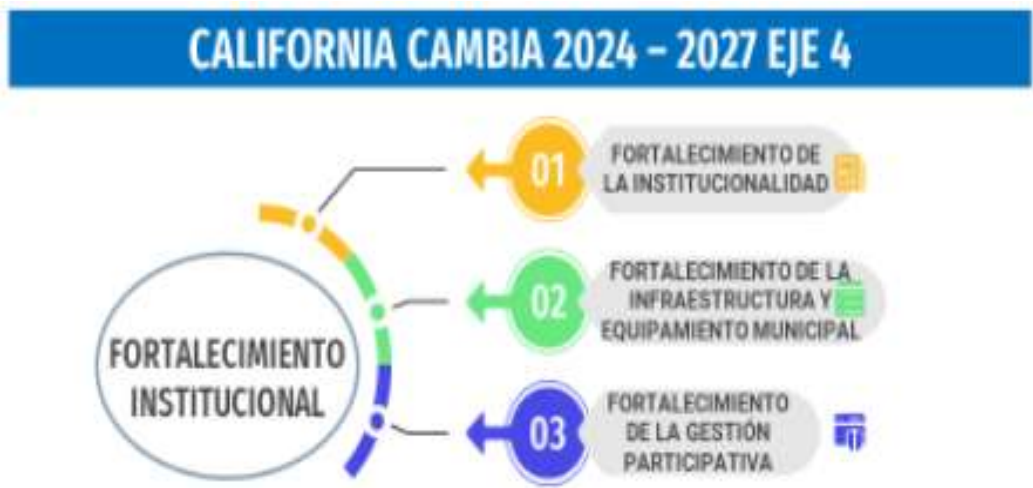 CALIFORNIA CAMBIA 2024 – 2027 EJE 4
01
FORTALECIMIENTO DE
LA INSTITUCIONALIDAD
02
FORTALECIMIENTO DE LA
INFRAESTRUCTURA Y
EQUIPAMIENTO MUNICIPAL
FORTALECIMIENTO
INSTITUCIONAL
03
FORTALECIMIENTO
DE LA GESTIÓN
PARTICIPATIVA